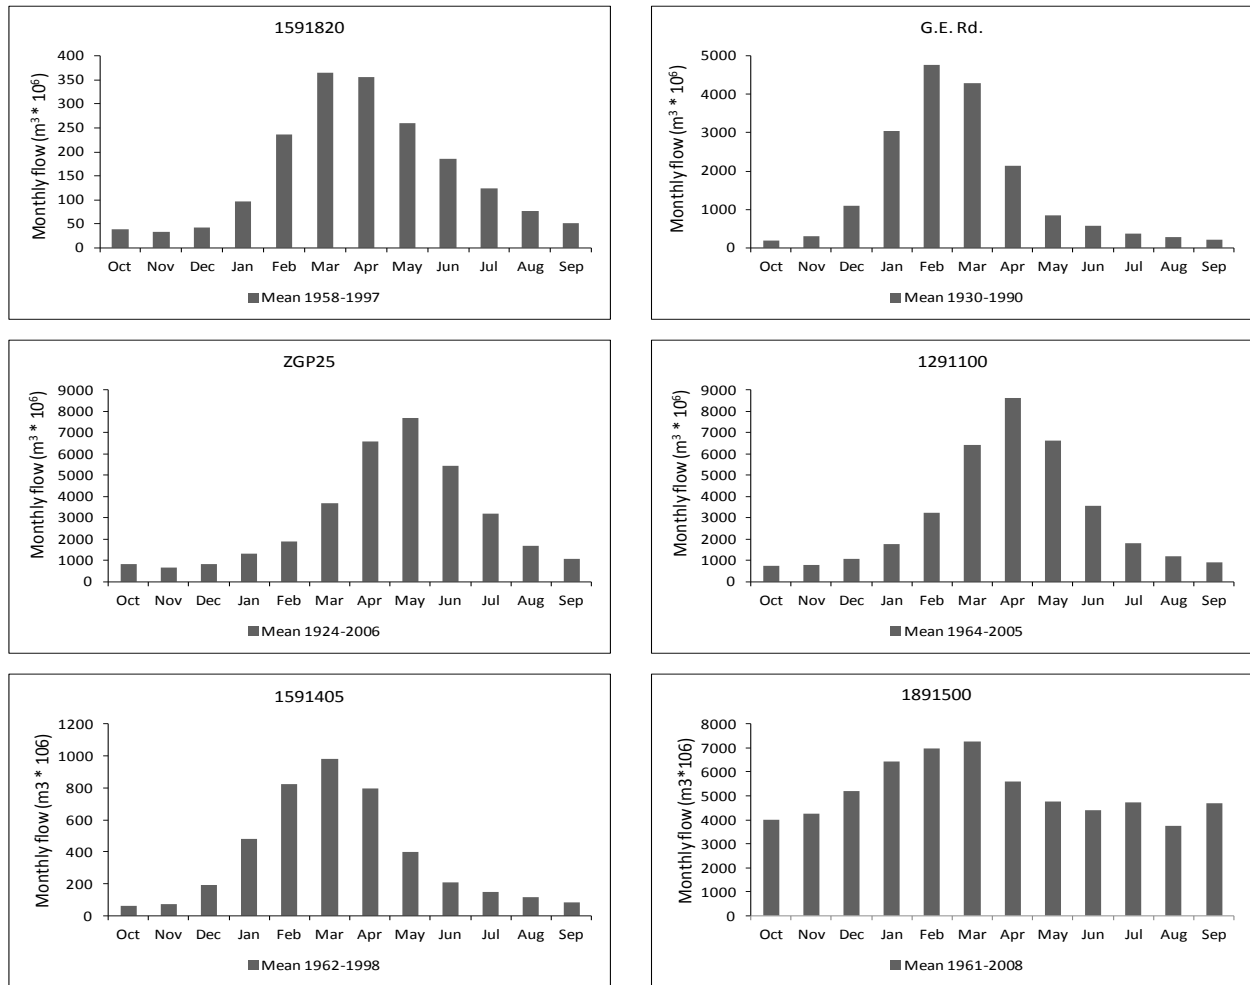 1591820
Monthly flow (m³ * 10⁶)
400
350
300
250
200
150
100
50
0
Oct Nov Dec Jan Feb Mar Apr May Jun Jul Aug Sep
Mean 1958-1997
G.E. Rd.
Monthly flow (m³ * 10⁶)
5000
4000
3000
2000
1000
0
Oct Nov Dec Jan Feb Mar Apr May Jun Jul Aug Sep
Mean 1930-1990
ZGP25
Monthly flow (m³ * 10⁶)
9000
8000
7000
6000
5000
4000
3000
2000
1000
0
Oct Nov Dec Jan Feb Mar Apr May Jun Jul Aug Sep
Mean 1924-2006
1291100
Monthly flow (m³ * 10⁶)
9000
8000
7000
6000
5000
4000
3000
2000
1000
0
Oct Nov Dec Jan Feb Mar Apr May Jun Jul Aug Sep
Mean 1964-2005
1591405
Monthly flow (m3 * 106)
1200
1000
800
600
400
200
0
Oct Nov Dec Jan Feb Mar Apr May Jun Jul Aug Sep
Mean 1962-1998
1891500
Monthly flow (m3*106)
8000
7000
6000
5000
4000
3000
2000
1000
0
Oct Nov Dec Jan Feb Mar Apr May Jun Jul Aug Sep
Mean 1961-2008